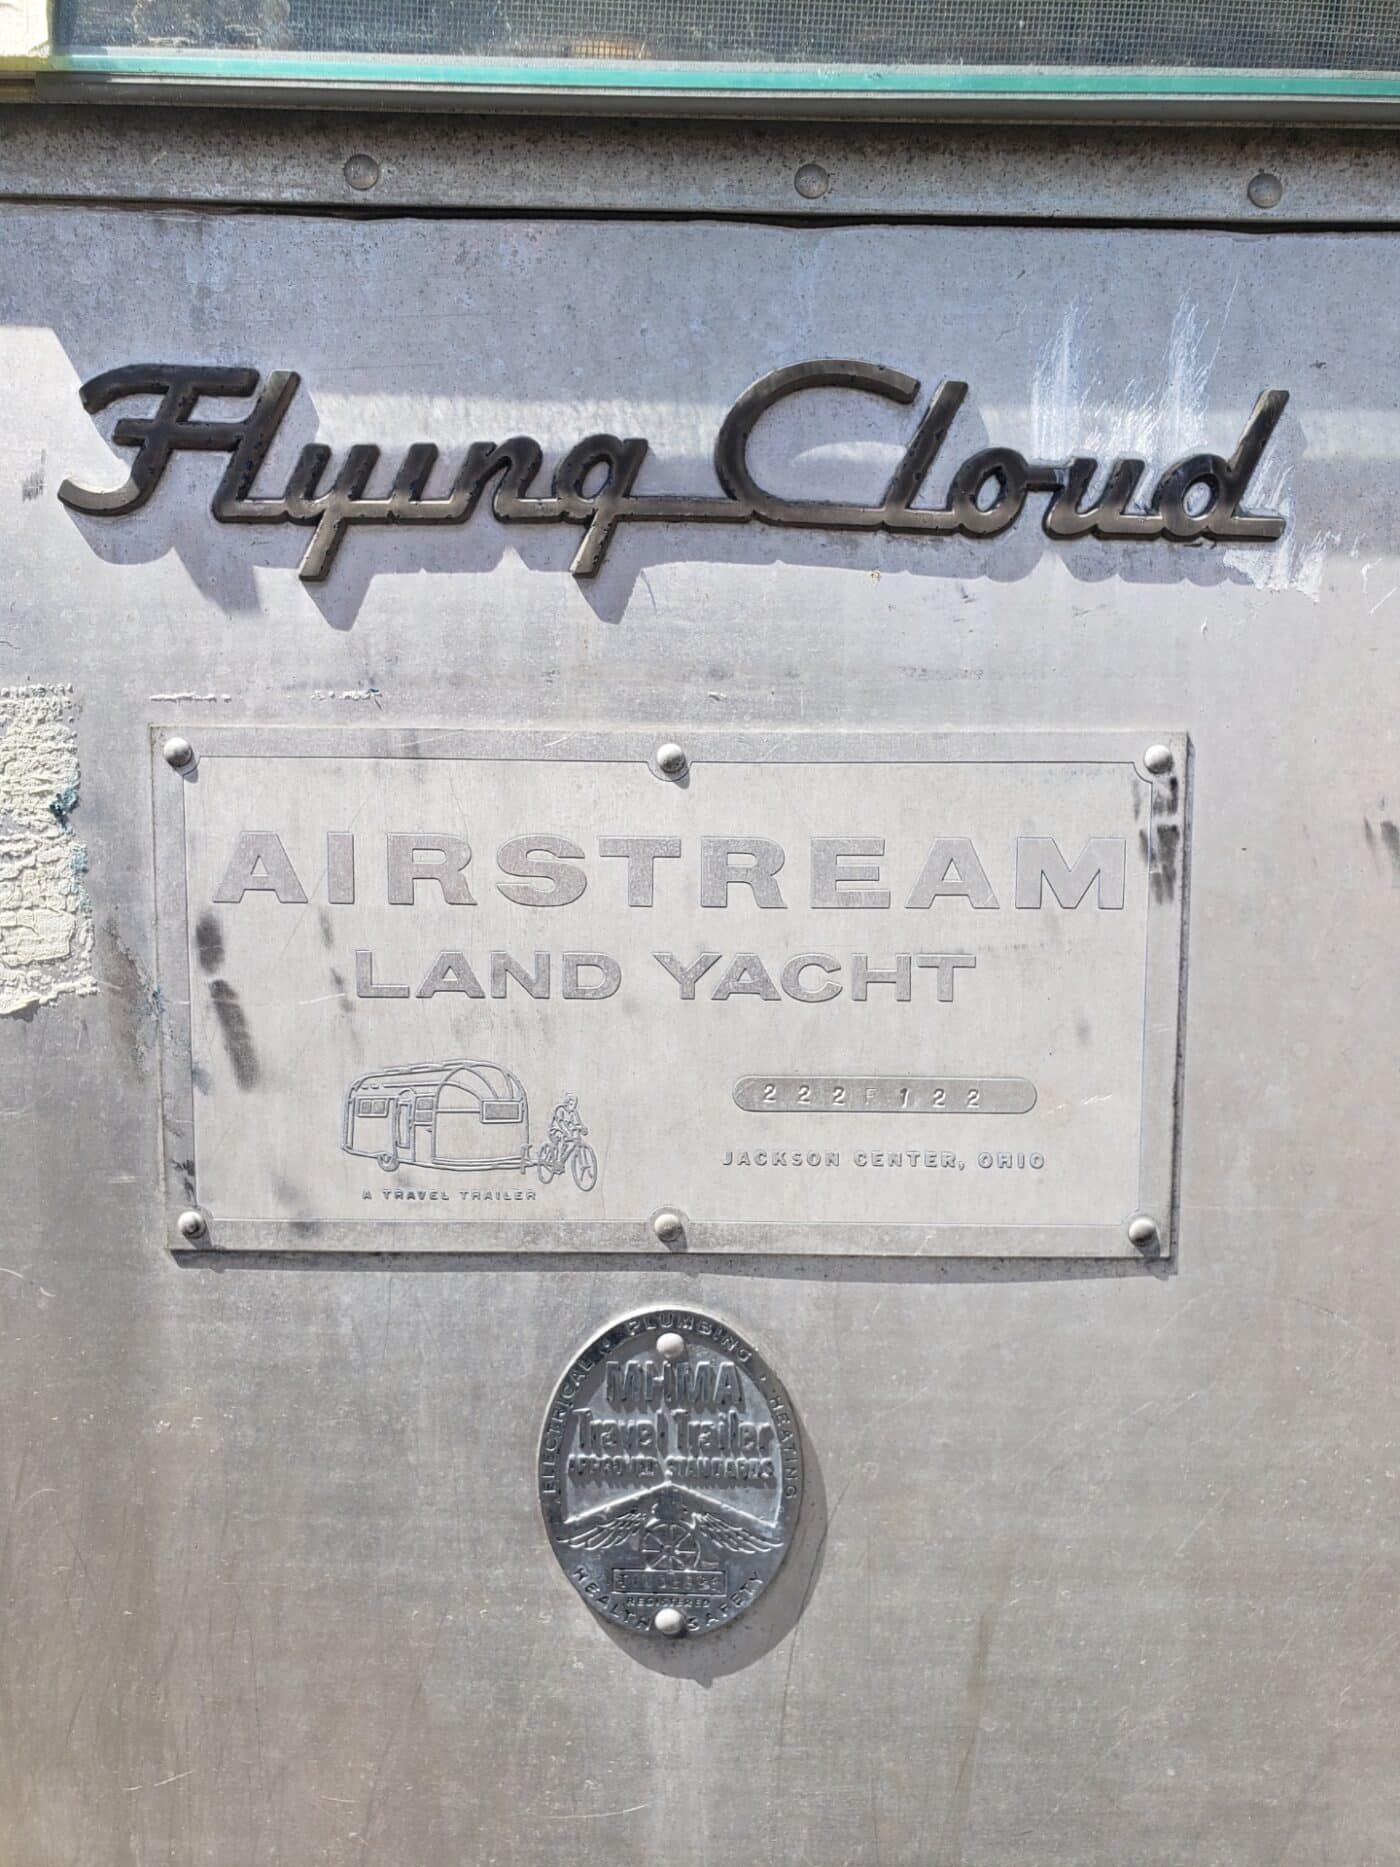 Flying Cloud
AIRSTREAM
LAND YACHT
222F122
JACKSON CENTER, OHIO
A TRAVEL TRAILER
ELECTRICAL PLUMBING HEATING
MHMA
Travel Trailer
APPROVED STANDARDS
REGISTERED
HEALTH SAFETY